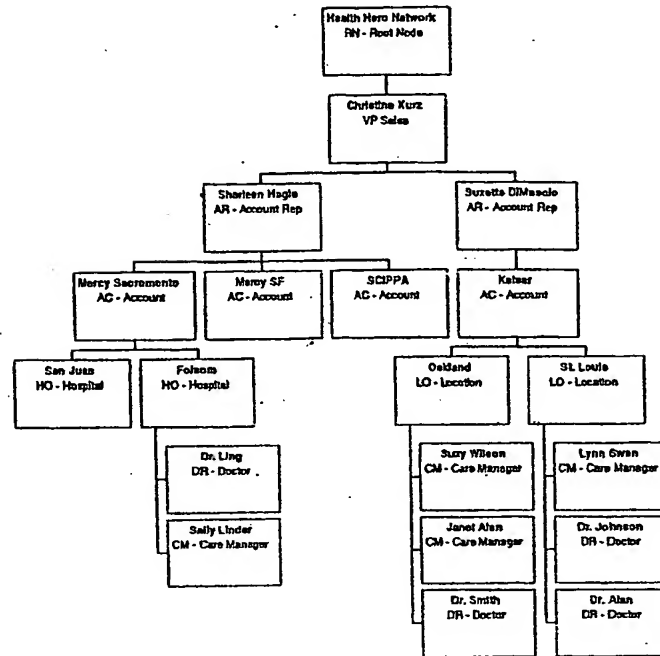 Health Hero Network
RN - Root Node
Christine Kurz
VP Sales
Sharleen Hagle
AR - Account Rep
Suzette DiMascio
AR - Account Rep
Mercy Sacramento
AC - Account
Mercy SF
AC - Account
SCIPPA
AC - Account
Kaiser
AC - Account
San Juan
HO - Hospital
Folsom
HO - Hospital
Oakland
LO - Location
St. Louis
LO - Location
Dr. Ling
DR - Doctor
Suzy Wilson
CM - Care Manager
Lynn Swan
CM - Care Manager
Sally Linder
CM - Care Manager
Janet Alan
CM - Care Manager
Dr. Johnson
DR - Doctor
Dr. Smith
DR - Doctor
Dr. Alan
DR - Doctor